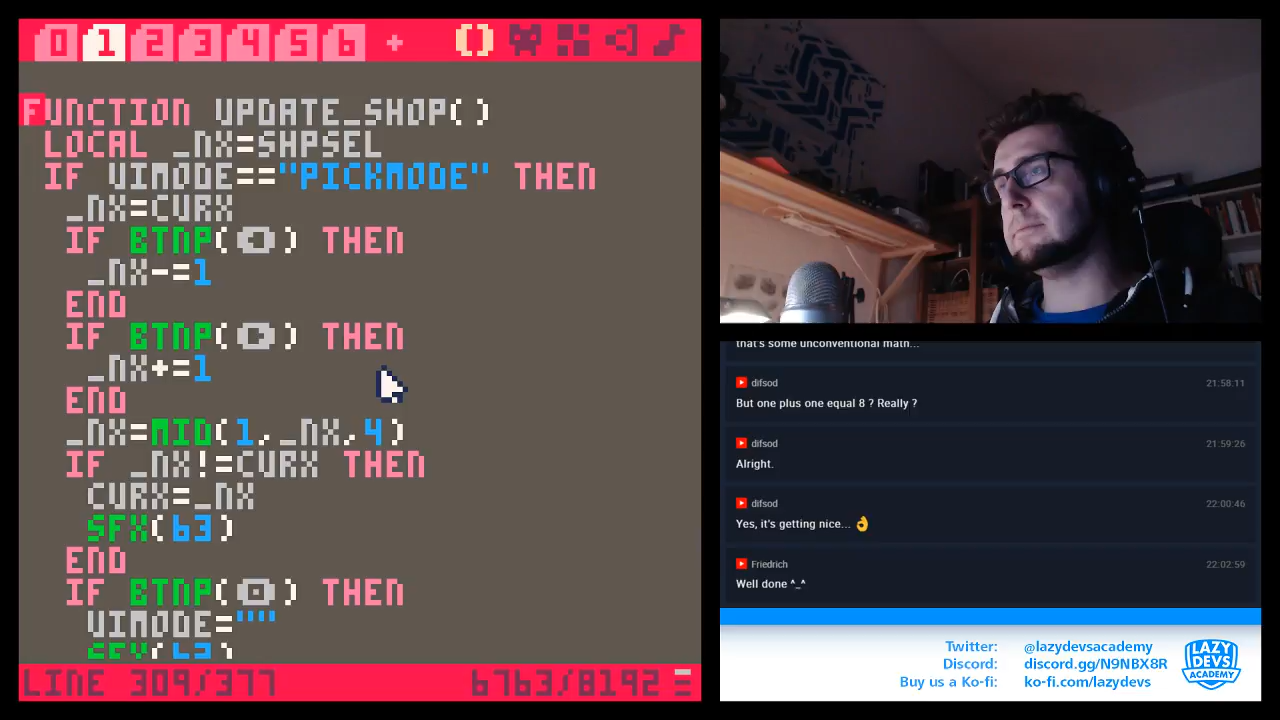 0 1 2 3 4 5 6 +
FUNCTION UPDATE_SHOP()
LOCAL _NX=SHPSEL
IF UIMODE=="PICKMODE" THEN
_NX=CURX
IF BTNP(⬅️) THEN
_NX-=1
END
IF BTNP(➡️) THEN
_NX+=1
END
_NX=MID(1,_NX,4)
IF _NX!=CURX THEN
CURX=_NX
SFX(63)
END
IF BTNP(🅾️) THEN
UIMODE=""
SFX(63)
LINE 309/377
6763/8192
that's some unconventional math...
difsod 21:58:11
But one plus one equal 8 ? Really ?
difsod 21:59:26
Alright.
difsod 22:00:46
Yes, it's getting nice... 👌
Friedrich 22:02:59
Well done ^_^
Twitter: @lazydevsacademy
Discord: discord.gg/N9NBX8R
Buy us a Ko-fi: ko-fi.com/lazydevs
LAZY
DEVS
ACADEMY